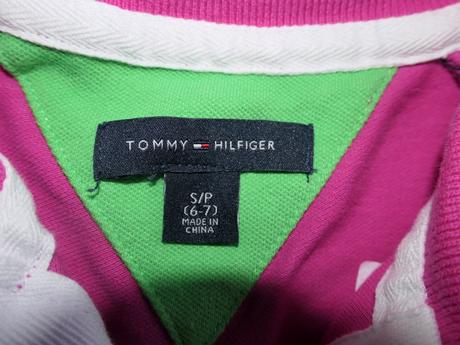 TOMMY HILFIGER
S/P
(6-7)
MADE IN
CHINA